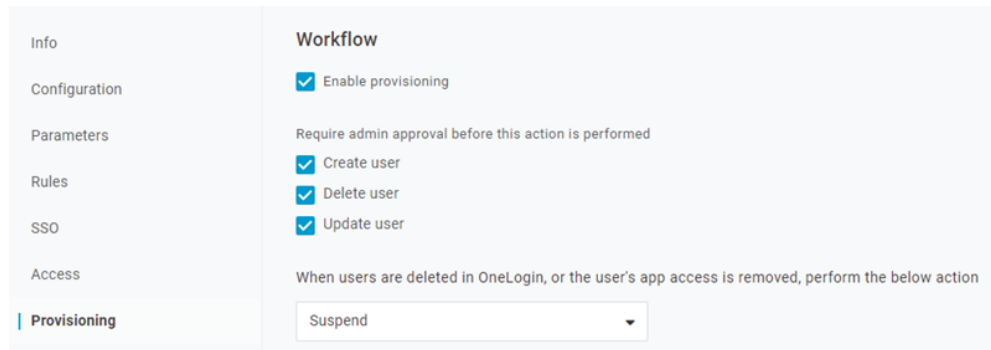 Info
Configuration
Parameters
Rules
SSO
Access
Provisioning
Workflow
Enable provisioning
Require admin approval before this action is performed
Create user
Delete user
Update user
When users are deleted in OneLogin, or the user's app access is removed, perform the below action
Suspend